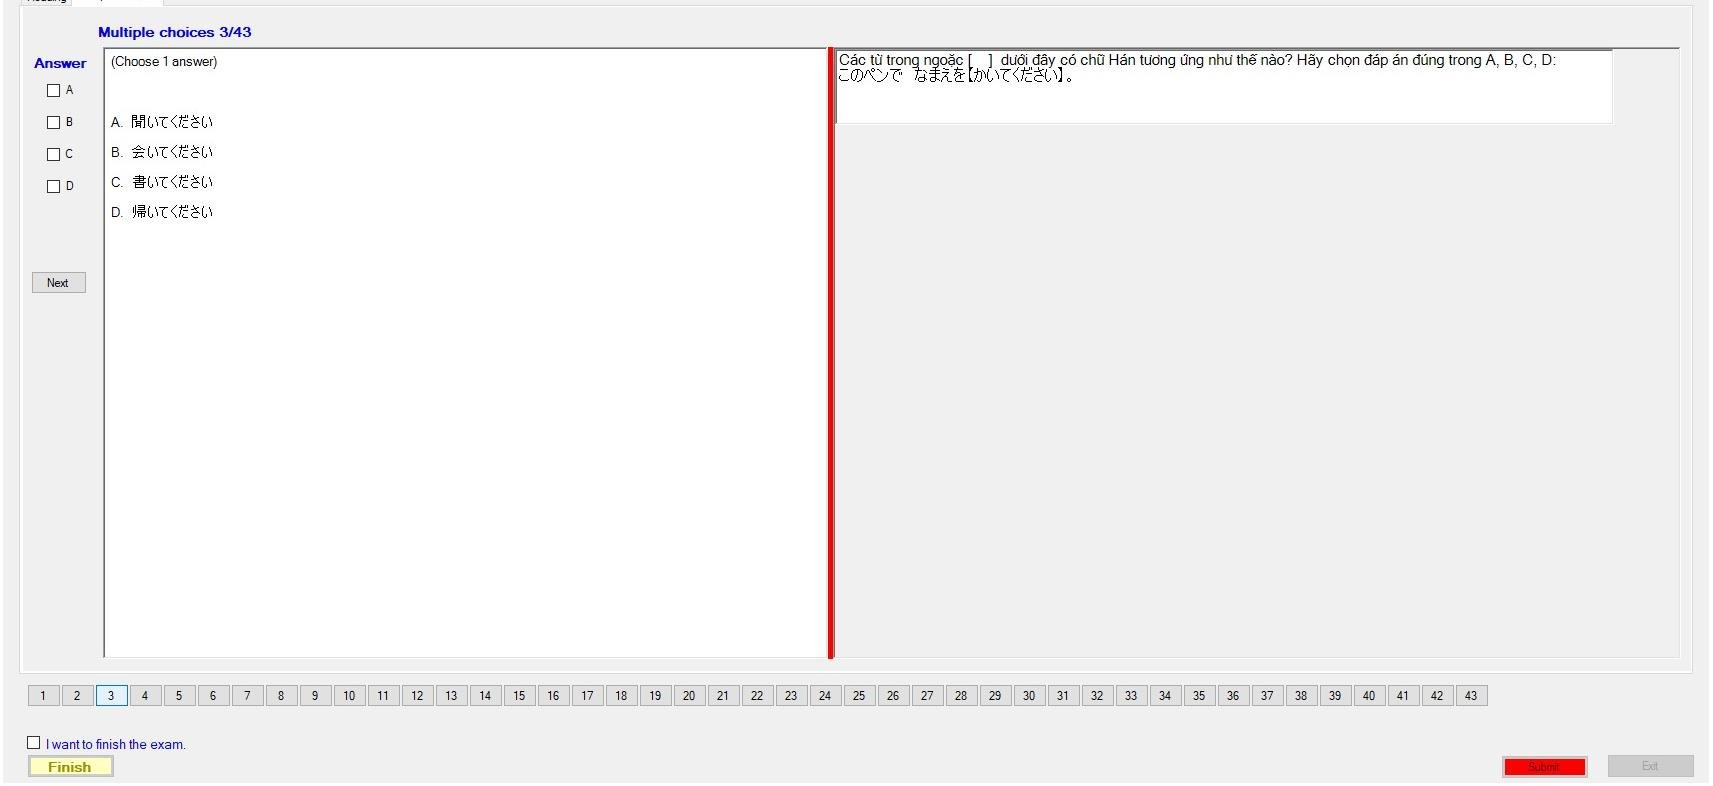 Multiple choices 3/43
Answer
(Choose 1 answer)
A
B
C
D
A. 聞いてください
B. 会いてください
C. 書いてください
D. 帰いてください
Next
Các từ trong ngoặc [ ] dưới đây có chữ Hán tương ứng như thế nào? Hãy chọn đáp án đúng trong A, B, C, D:
このペンで なまえを【かいてください】。
1 2 3 4 5 6 7 8 9 10 11 12 13 14 15 16 17 18 19 20 21 22 23 24 25 26 27 28 29 30 31 32 33 34 35 36 37 38 39 40 41 42 43
I want to finish the exam.
Finish
Submit
Exit